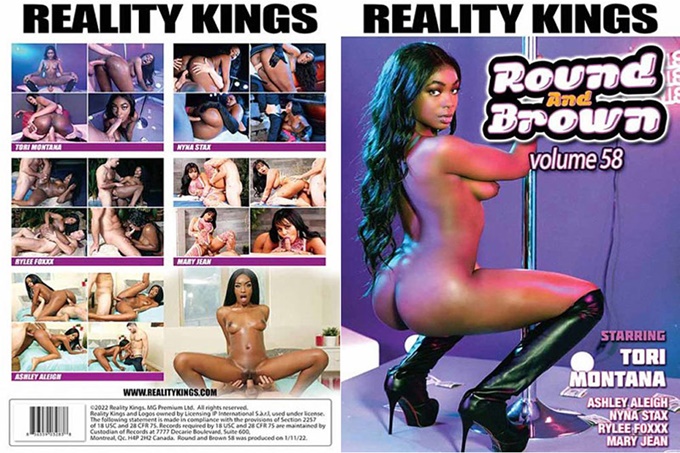 REALITY KINGS
TORI MONTANA
NYNA STAX
RYLEE FOXXX
MARY JEAN
ASHLEY ALEIGH
WWW.REALITYKINGS.COM
©2022 Reality Kings. MG Premium Ltd. All rights reserved.
Reality Kings and Logos owned by Licensing IP International S.à.r.l, used under license.
The following statement is made in compliance with the provisions of Section 2257
of 18 USC and 28 CFR 75. Records required by 18 USC and 28 CFR 75 are maintained by
Custodian of Records at 7777 Decarie Boulevard, Suite 600,
Montreal, Qc. H4P 2H2 Canada. Round and Brown 58 was produced on 1/11/22.
REALITY KINGS
Round
And
Brown
volume 58
STARRING
TORI
MONTANA
ASHLEY ALEIGH
NYNA STAX
RYLEE FOXXX
MARY JEAN